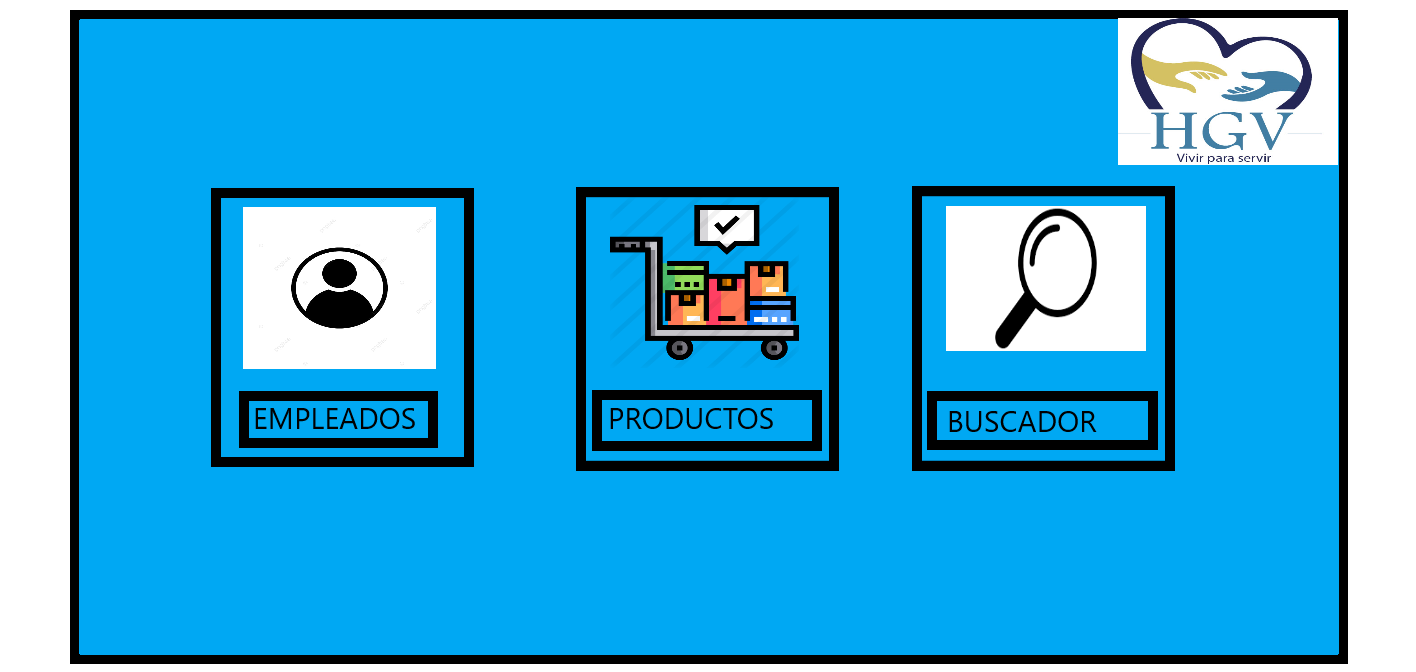 HGV
Vivir para servir
EMPLEADOS
PRODUCTOS
BUSCADOR